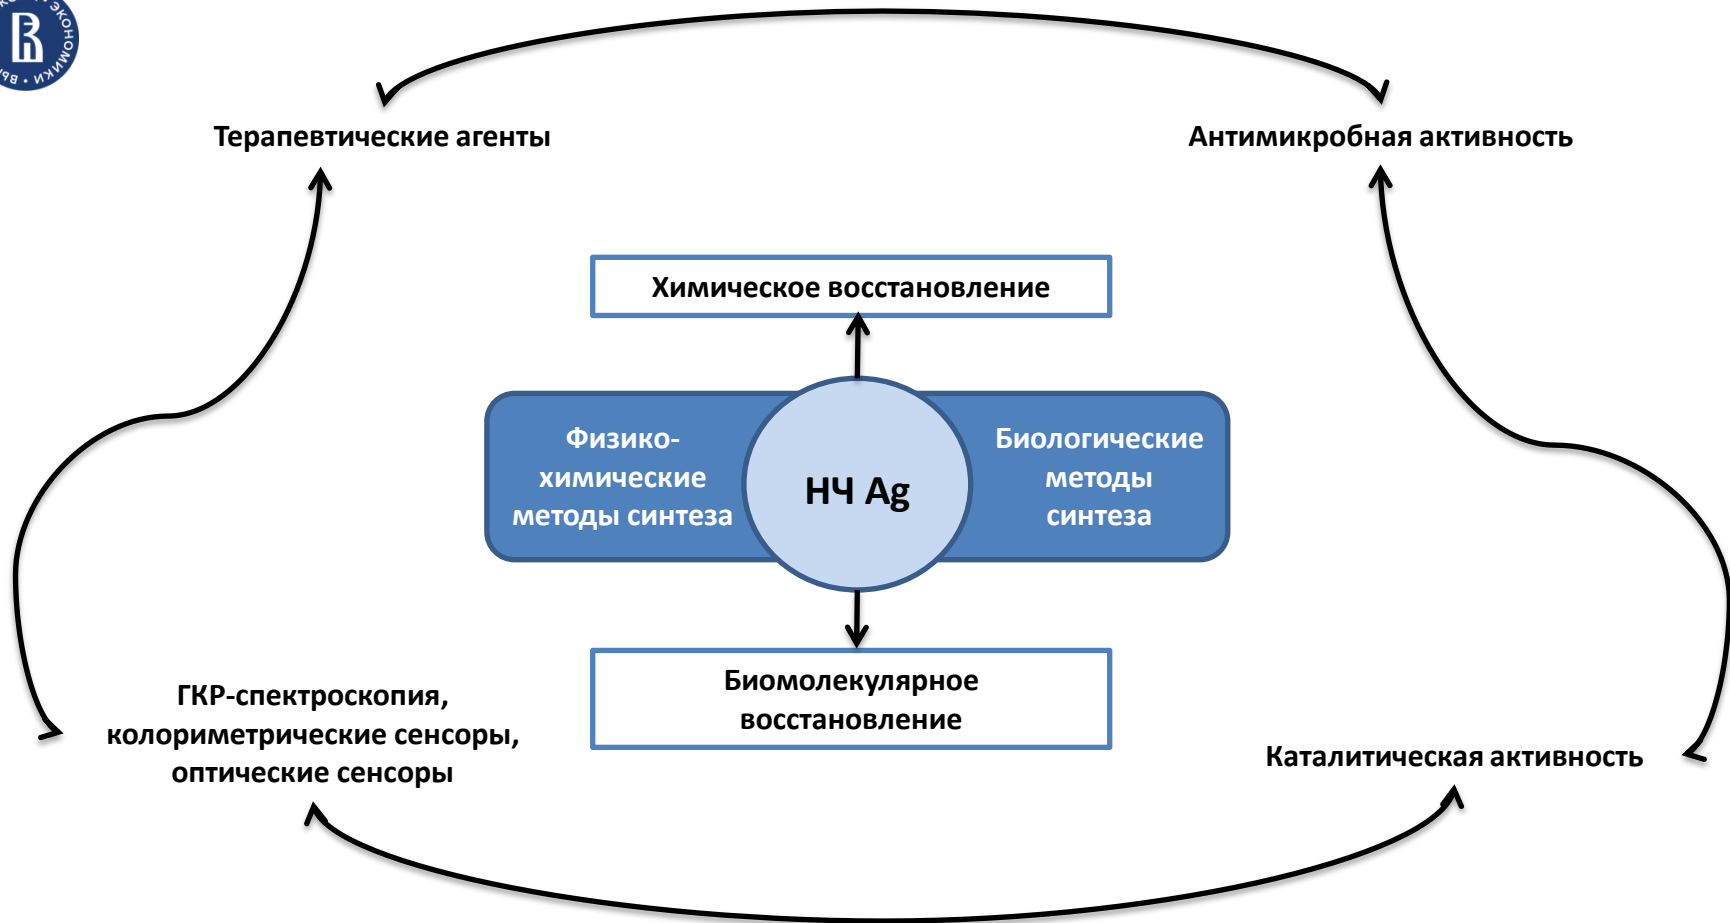 ЭКОНОМИКИ
Терапевтические агенты
Антимикробная активность
Химическое восстановление
Физико-
химические
методы синтеза
НЧ Ag
Биологические
методы
синтеза
Биомолекулярное
восстановление
ГКР-спектроскопия,
колориметрические сенсоры,
оптические сенсоры
Каталитическая активность